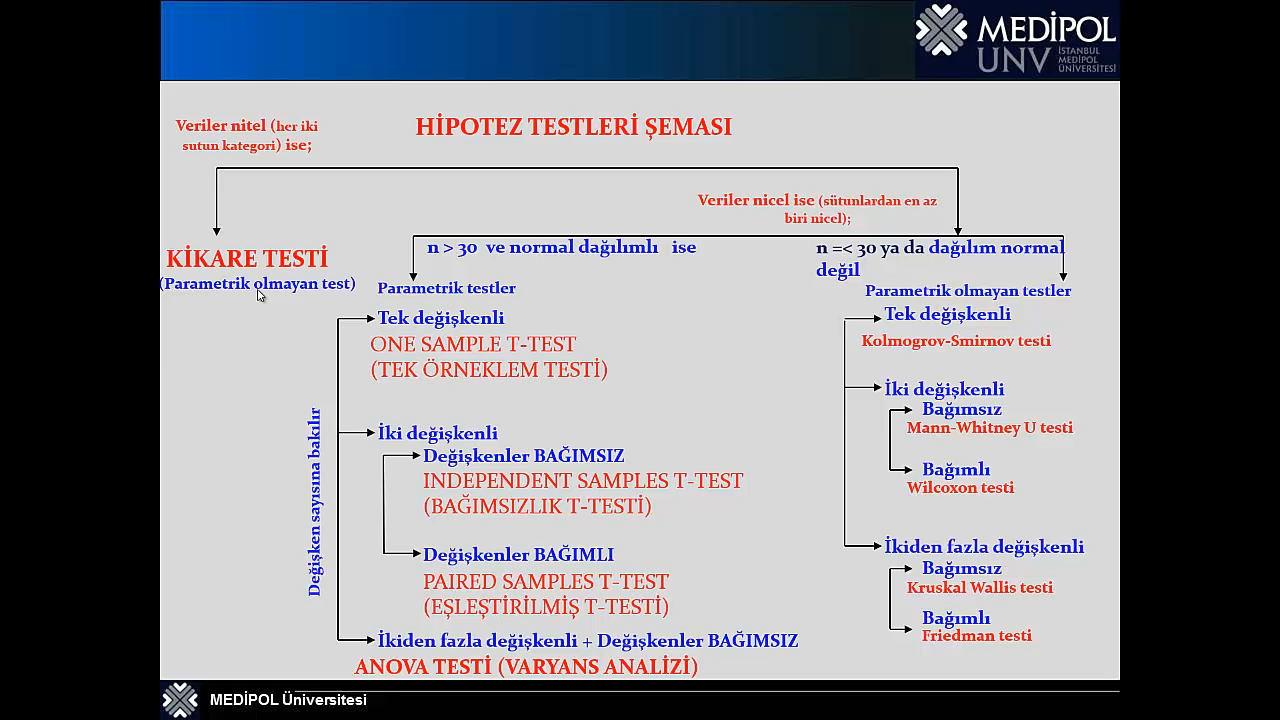 MEDİPOL
UNV İSTANBUL
MEDİPOL
ÜNİVERSİTESİ
HİPOTEZ TESTLERİ ŞEMASI
Veriler nitel (her iki
sutun kategori) ise;
Veriler nicel ise (sütunlardan en az
biri nicel);
KİKARE TESTİ
(Parametrik olmayan test)
n > 30 ve normal dağılımlı ise
n =< 30 ya da dağılım normal
değil
Parametrik testler
Tek değişkenli
ONE SAMPLE T-TEST
(TEK ÖRNEKLEM TESTİ)
Değişken sayısına bakılır
İki değişkenli
Değişkenler BAĞIMSIZ
INDEPENDENT SAMPLES T-TEST
(BAĞIMSIZLIK T-TESTİ)
Değişkenler BAĞIMLI
PAIRED SAMPLES T-TEST
(EŞLEŞTİRİLMİŞ T-TESTİ)
İkiden fazla değişkenli + Değişkenler BAĞIMSIZ
ANOVA TESTİ (VARYANS ANALİZİ)
Parametrik olmayan testler
Tek değişkenli
Kolmogrov-Smirnov testi
İki değişkenli
Bağımsız
Mann-Whitney U testi
Bağımlı
Wilcoxon testi
İkiden fazla değişkenli
Bağımsız
Kruskal Wallis testi
Bağımlı
Friedman testi
MEDİPOL Üniversitesi